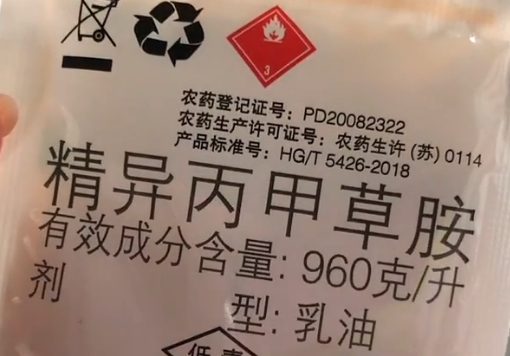 3
农药登记证号：PD20082322
农药生产许可证号：农药生许（苏）0114
产品标准号：HG/T 5426-2018
精异丙甲草胺
有效成分含量：960克/升
剂 型：乳油
低毒